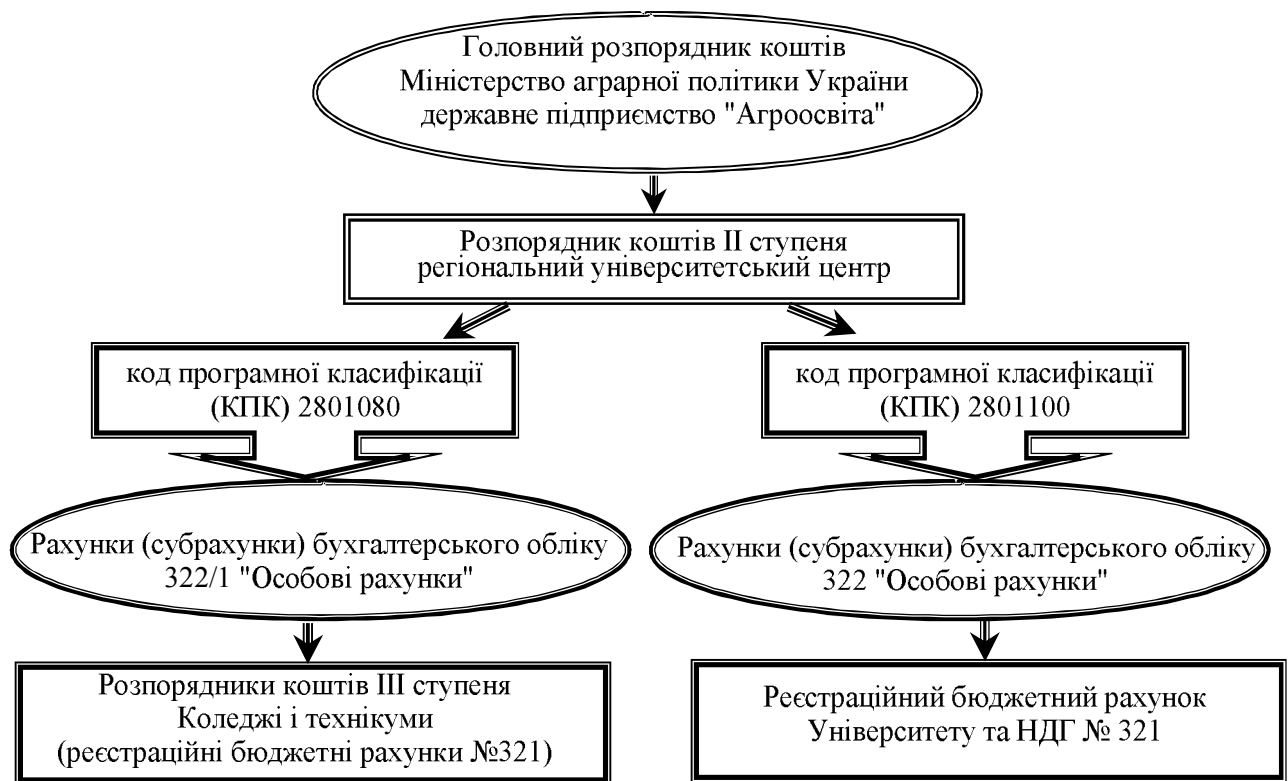 Головний розпорядник коштів
Міністерство аграрної політики України
державне підприємство "Агроосвіта"
Розпорядник коштів ІІ ступеня
регіональний університетський центр
код програмної класифікації
(КПК) 2801080
код програмної класифікації
(КПК) 2801100
Рахунки (субрахунки) бухгалтерського обліку
322/1 "Особові рахунки"
Рахунки (субрахунки) бухгалтерського обліку
322 "Особові рахунки"
Розпорядники коштів ІІІ ступеня
Коледжі і технікуми
(реєстраційні бюджетні рахунки №321)
Реєстраційний бюджетний рахунок
Університету та НДГ № 321